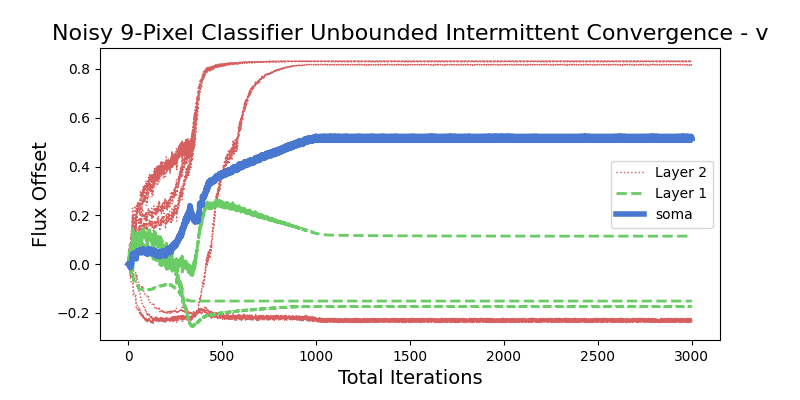 Noisy 9-Pixel Classifier Unbounded Intermittent Convergence - v
Flux Offset
0.8
0.6
0.4
0.2
0.0
−0.2
Layer 2
Layer 1
soma
0 500 1000 1500 2000 2500 3000
Total Iterations